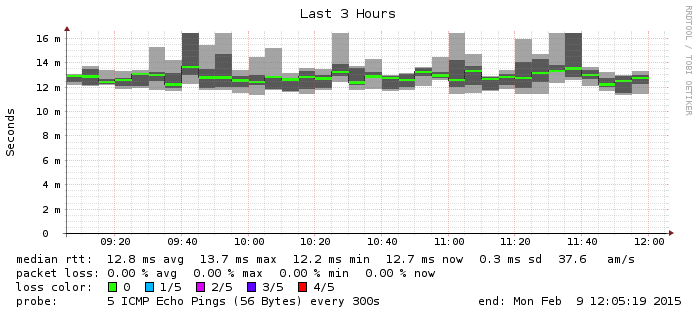 Last 3 Hours
RRDTOOL / TOBI OETIKER
Seconds
16 m
14 m
12 m
10 m
8 m
6 m
4 m
2 m
0
09:20 09:40 10:00 10:20 10:40 11:00 11:20 11:40 12:00
median rtt: 12.8 ms avg 13.7 ms max 12.2 ms min 12.7 ms now 0.3 ms sd 37.6 am/s
packet loss: 0.00 % avg 0.00 % max 0.00 % min 0.00 % now
loss color: 0 1/5 2/5 3/5 4/5
probe: 5 ICMP Echo Pings (56 Bytes) every 300s end: Mon Feb 9 12:05:19 2015